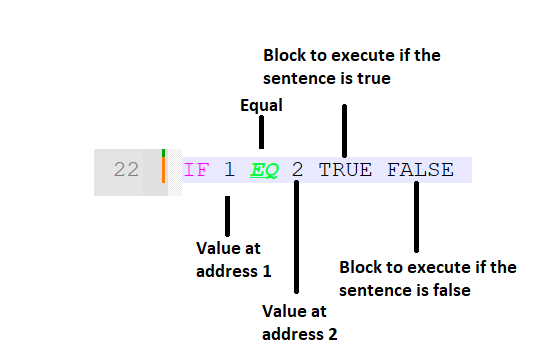 Block to execute if the
sentence is true
Equal
22 IF 1 EQ 2 TRUE FALSE
Value at
address 1
Block to execute if the
sentence is false
Value at
address 2